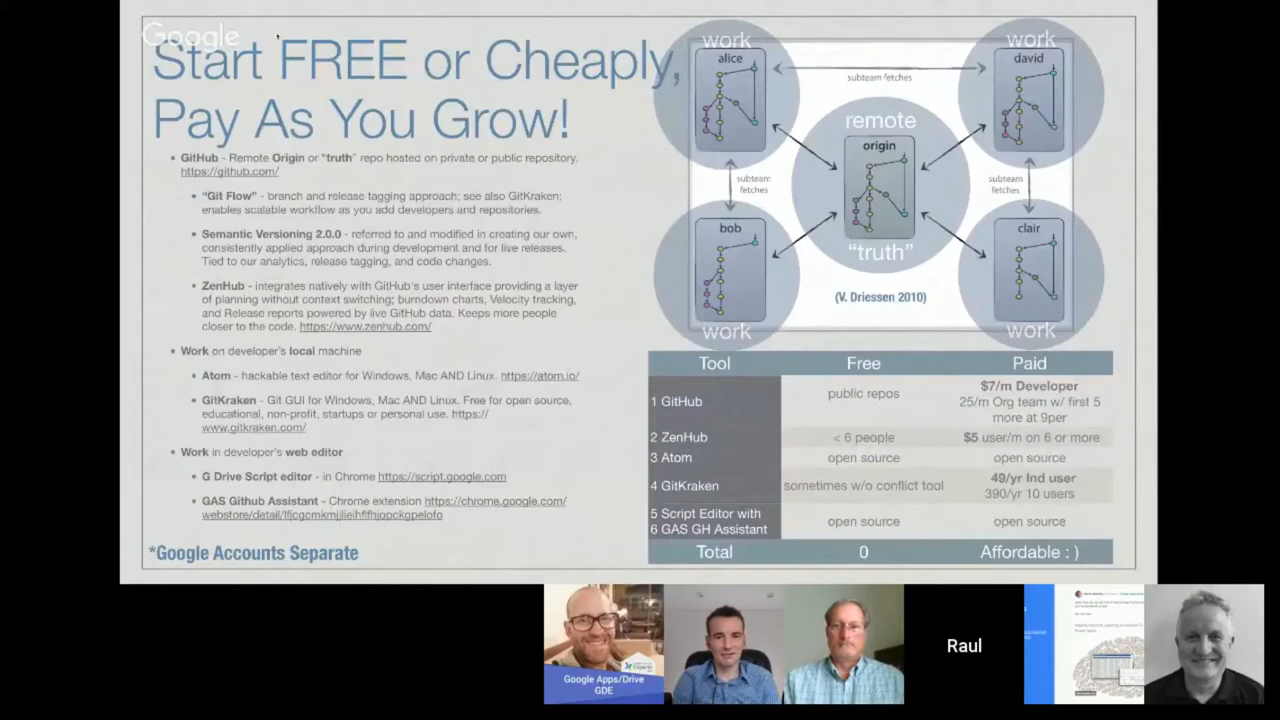 Google
Start FREE or Cheaply,
Pay As You Grow!
• GitHub - Remote Origin or “truth” repo hosted on private or public repository.
https://github.com/
• “Git Flow” - branch and release tagging approach; see also GitKraken;
enables scalable workflow as you add developers and repositories.
• Semantic Versioning 2.0.0 - referred to and modified in creating our own,
consistently applied approach during development and for live releases.
Tied to our analytics, release tagging, and code changes.
• ZenHub - integrates natively with GitHub's user interface providing a layer
of planning without context switching; burndown charts, Velocity tracking,
and Release reports powered by live GitHub data. Keeps more people
closer to the code. https://www.zenhub.com/
• Work on developer's local machine
• Atom - hackable text editor for Windows, Mac AND Linux. https://atom.io/
• GitKraken - Git GUI for Windows, Mac AND Linux. Free for open source,
educational, non-profit, startups or personal use. https://
www.gitkraken.com/
• Work in developer's web editor
• G Drive Script editor - in Chrome https://script.google.com
• GAS Github Assistant - Chrome extension https://chrome.google.com/
*Google Accounts Separate
work
alice
work
david
subteam fetches
remote
origin
subteam
fetches
subteam
fetches
bob
clair
“truth”
(V. Driessen 2010)
work
work
Tool Free Paid
1 GitHub public repos $7/m Developer
25/m Org team w/ first 5
more at 9per
2 ZenHub < 6 people $5 user/m on 6 or more
3 Atom open source open source
4 GitKraken sometimes w/o conflict tool 49/yr Ind user
390/yr 10 users
5 Script Editor with
6 GAS GH Assistant open source open source
Total 0 Affordable : )
Experts
Google Apps/Drive
GDE
Raul